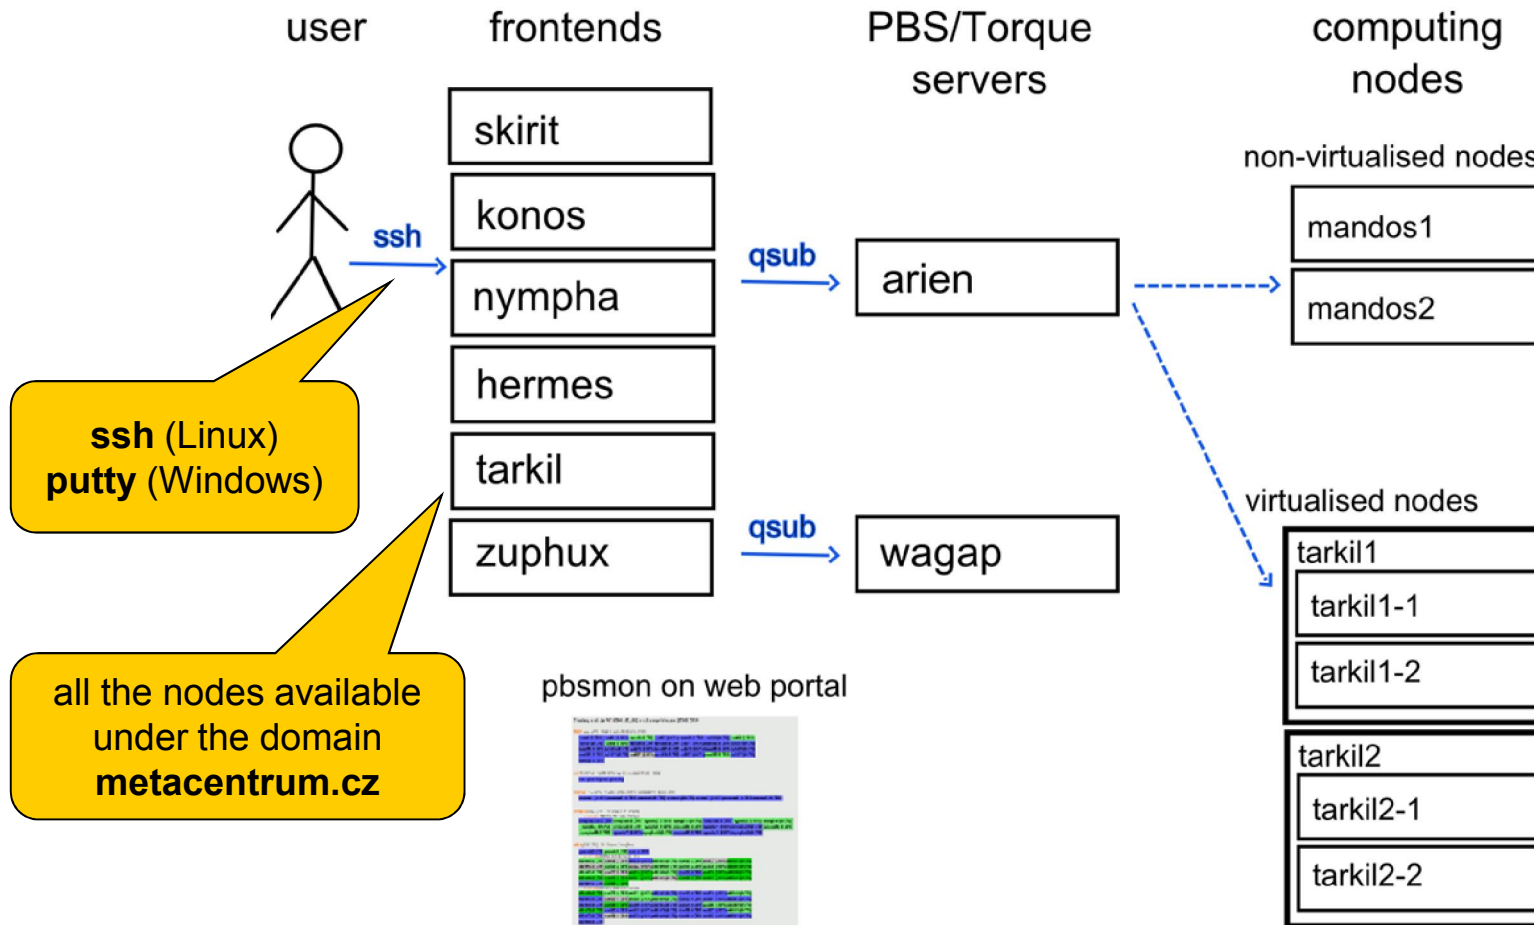 user
frontends
PBS/Torque
servers
computing
nodes
skirit
konos
nympha
hermes
tarkil
zuphux
ssh
qsub
qsub
arien
wagap
non-virtualised nodes
mandos1
mandos2
virtualised nodes
tarkil1
tarkil1-1
tarkil1-2
tarkil2
tarkil2-1
tarkil2-2
ssh (Linux)
putty (Windows)
all the nodes available
under the domain
metacentrum.cz
pbsmon on web portal